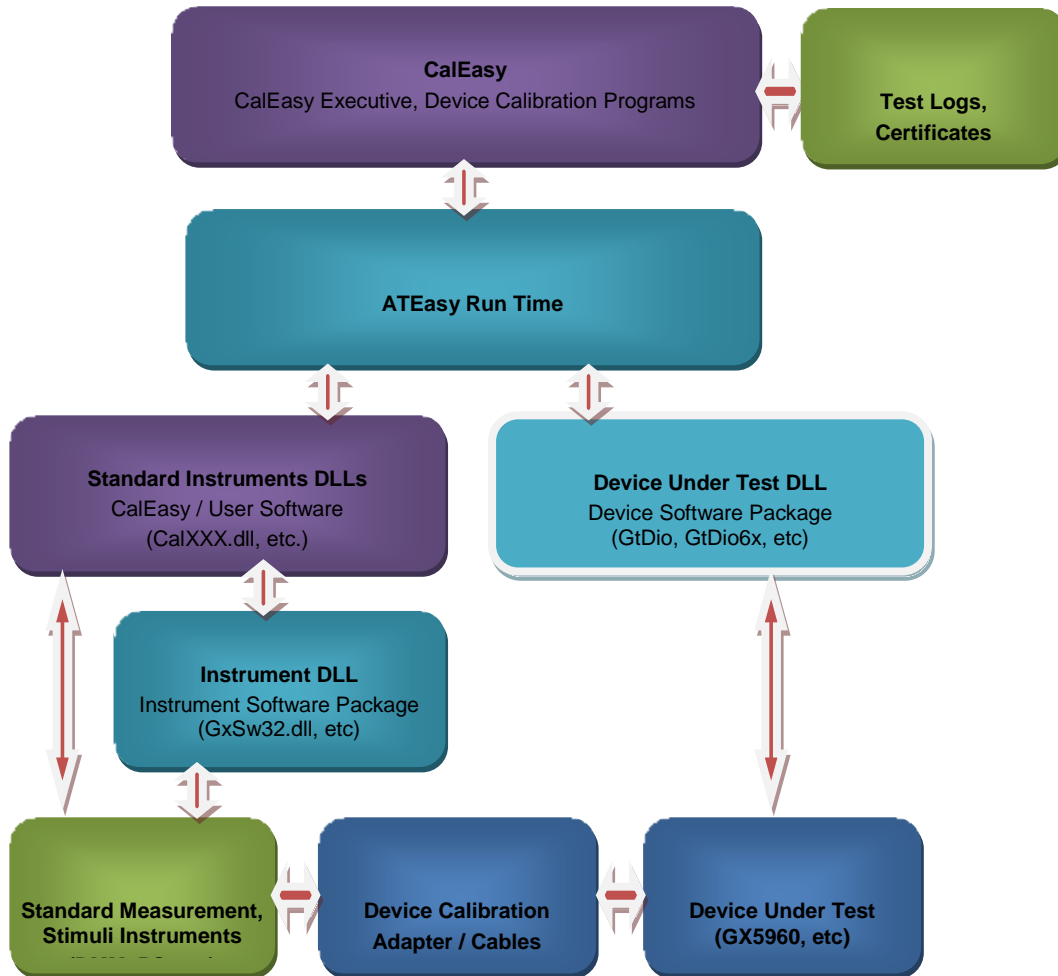 CalEasy
CalEasy Executive, Device Calibration Programs
Test Logs,
Certificates
ATEasy Run Time
Standard Instruments DLLs
CalEasy / User Software
(CalXXX.dll, etc.)
Device Under Test DLL
Device Software Package
(GtDio, GtDio6x, etc)
Instrument DLL
Instrument Software Package
(GxSw32.dll, etc)
Standard Measurement,
Stimuli Instruments
Device Calibration
Adapter / Cables
Device Under Test
(GX5960, etc)